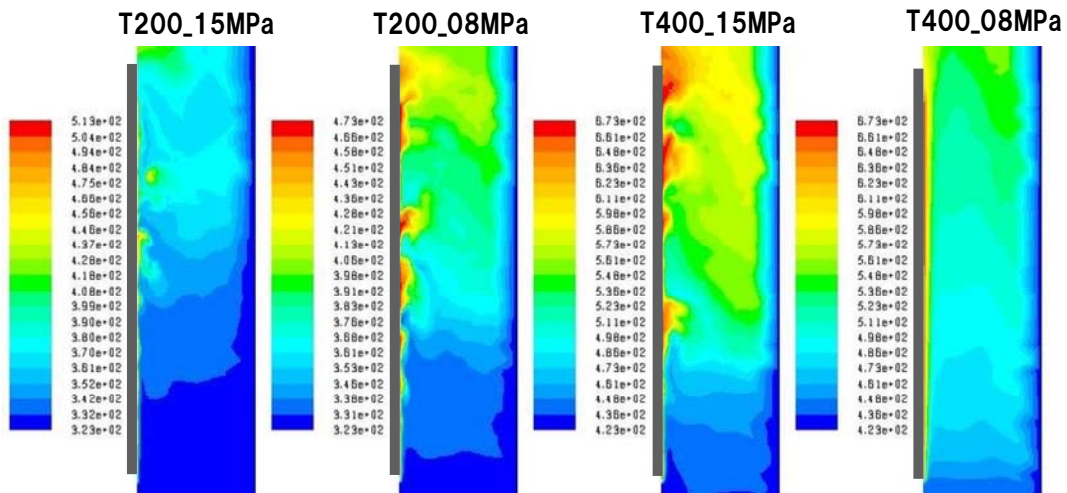 T200_15MPa
T200_08MPa
T400_15MPa
T400_08MPa
5.13e+02
5.04e+02
4.94e+02
4.84e+02
4.75e+02
4.66e+02
4.56e+02
4.46e+02
4.37e+02
4.28e+02
4.18e+02
4.08e+02
3.99e+02
3.90e+02
3.80e+02
3.70e+02
3.61e+02
3.52e+02
3.42e+02
3.32e+02
3.23e+02
4.73e+02
4.66e+02
4.58e+02
4.51e+02
4.43e+02
4.36e+02
4.28e+02
4.21e+02
4.13e+02
4.06e+02
3.98e+02
3.91e+02
3.83e+02
3.76e+02
3.68e+02
3.61e+02
3.53e+02
3.46e+02
3.38e+02
3.31e+02
3.23e+02
6.73e+02
6.61e+02
6.48e+02
6.36e+02
6.23e+02
6.11e+02
5.98e+02
5.86e+02
5.73e+02
5.61e+02
5.48e+02
5.36e+02
5.23e+02
5.11e+02
4.98e+02
4.86e+02
4.73e+02
4.61e+02
4.48e+02
4.36e+02
4.23e+02
6.73e+02
6.61e+02
6.48e+02
6.36e+02
6.23e+02
6.11e+02
5.98e+02
5.86e+02
5.73e+02
5.61e+02
5.48e+02
5.36e+02
5.23e+02
5.11e+02
4.98e+02
4.86e+02
4.73e+02
4.61e+02
4.48e+02
4.36e+02
4.23e+02